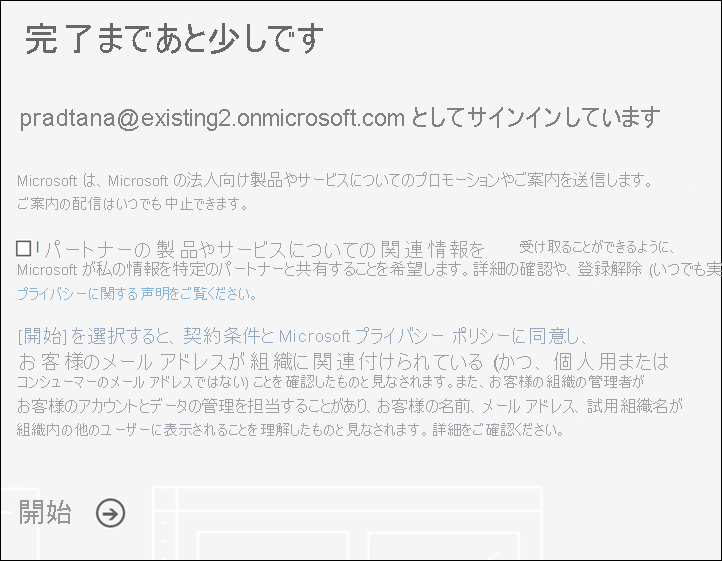 完了まであと少しです
pradtana@existing2.onmicrosoft.com としてサインインしています
Microsoft は、Microsoft の法人向け製品やサービスについてのプロモーションやご案内を送信します。
ご案内の配信はいつでも中止できます。
パートナーの製品やサービスについての関連情報を 受け取ることができるように、
Microsoft が私の情報を特定のパートナーと共有することを希望します。詳細の確認や、登録解除 (いつでも実
プライバシーに関する声明をご覧ください。
[開始] を選択すると、契約条件と Microsoft プライバシー ポリシーに同意し、
お客様のメール アドレスが組織に関連付けられている (かつ、個人用または
コンシューマーのメール アドレスではない) ことを確認したものと見なされます。また、お客様の組織の管理者が
お客様のアカウントとデータの管理を担当することがあり、お客様の名前、メール アドレス、試用組織名が
組織内の他のユーザーに表示されることを理解したものと見なされます。詳細をご確認ください。
開始